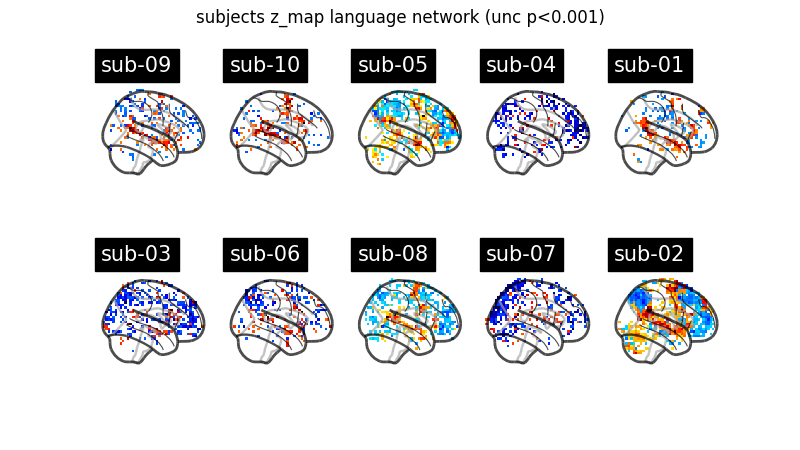 subjects z_map language network (unc p<0.001)
sub-09
sub-10
sub-05
sub-04
sub-01
sub-03
sub-06
sub-08
sub-07
sub-02